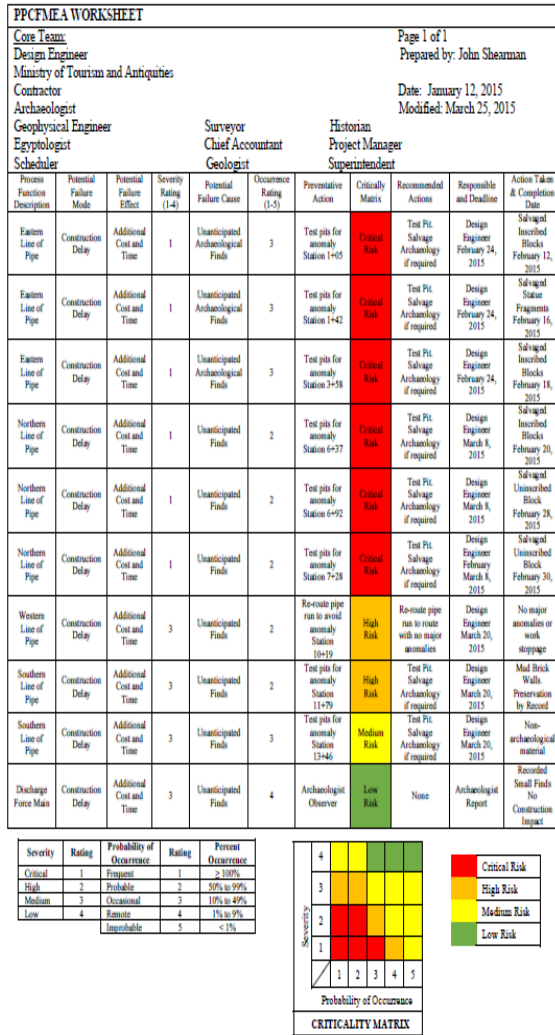 PPCFMEA WORKSHEET
Core Team: Page 1 of 1
Design Engineer Prepared by: John Shearman
Ministry of Tourism and Antiquities
Contractor Date: January 12, 2015
Archaeologist Modified: March 25, 2015
Geophysical Engineer Surveyor Historian
Egyptologist Chief Accountant Project Manager
Scheduler Geologist Superintendent
Process Function Description Potential Failure Mode Potential Failure Effect Severity Rating (1-4) Potential Failure Cause Occurrence Rating (1-5) Preventative Action Critically Matrix Recommended Actions Responsible and Deadline Action Taken & Completion Date
Eastern Line of Pipe Construction Delay Additional Cost and Time 1 Unanticipated Archaeological Finds 3 Test pits for anomaly Station 1+05 Critical Risk Test Pit. Salvage Archaeology if required Design Engineer February 24, 2015 Salvaged Inscribed Blocks February 12, 2015
Eastern Line of Pipe Construction Delay Additional Cost and Time 1 Unanticipated Archaeological Finds 3 Test pits for anomaly Station 1+42 Critical Risk Test Pit. Salvage Archaeology if required Design Engineer February 24, 2015 Salvaged Statue Fragments February 16, 2015
Eastern Line of Pipe Construction Delay Additional Cost and Time 1 Unanticipated Archaeological Finds 3 Test pits for anomaly Station 3+58 Critical Risk Test Pit. Salvage Archaeology if required Design Engineer February 24, 2015 Salvaged Inscribed Blocks February 18, 2015
Northern Line of Pipe Construction Delay Additional Cost and Time 1 Unanticipated Finds 2 Test pits for anomaly Station 6+37 Critical Risk Test Pit. Salvage Archaeology if required Design Engineer March 8, 2015 Salvaged Inscribed Blocks February 20, 2015
Northern Line of Pipe Construction Delay Additional Cost and Time 1 Unanticipated Finds 2 Test pits for anomaly Station 6+92 Critical Risk Test Pit. Salvage Archaeology if required Design Engineer March 8, 2015 Salvaged Uninscribed Block February 28, 2015
Northern Line of Pipe Construction Delay Additional Cost and Time 1 Unanticipated Finds 2 Test pits for anomaly Station 7+28 Critical Risk Test Pit. Salvage Archaeology if required Design Engineer February March 8, 2015 Salvaged Uninscribed Block February 30, 2015
Western Line of Pipe Construction Delay Additional Cost and Time 3 Unanticipated Finds 2 Re-route pipe run to avoid anomaly Station 10+19 High Risk Re-route pipe run to route with no major anomalies Design Engineer March 20, 2015 No major anomalies or work stoppage
Southern Line of Pipe Construction Delay Additional Cost and Time 3 Unanticipated Finds 2 Test pits for anomaly Station 11+79 High Risk Test Pit. Salvage Archaeology if required Design Engineer March 20, 2015 Mud Brick Walls. Preservation by Record
Southern Line of Pipe Construction Delay Additional Cost and Time 3 Unanticipated Finds 3 Test pits for anomaly Station 13+46 Medium Risk Test Pit. Salvage Archaeology if required Design Engineer March 20, 2015 Non-archaeological material
Discharge Force Main Construction Delay Additional Cost and Time 3 Unanticipated Finds 4 Archaeologist Observer Low Risk None Archaeologist Report Recorded Small Finds No Construction Impact
Severity Rating Probability of Occurrence Rating Percent Occurrence
Critical 1 Frequent 1 ≥ 100%
High 2 Probable 2 50% to 99%
Medium 3 Occasional 3 10% to 49%
Low 4 Remote 4 1% to 9%
Improbable 5 < 1%
Severity
4
3
2
1
1 2 3 4 5
Probability of Occurrence
CRITICALITY MATRIX
Critical Risk
High Risk
Medium Risk
Low Risk